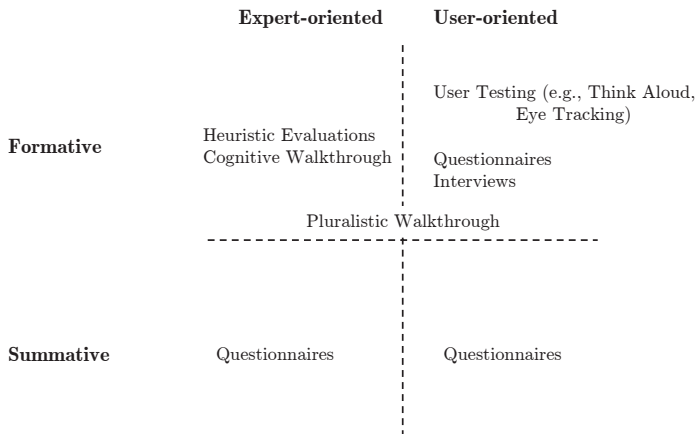 Expert-oriented
User-oriented
User Testing (e.g., Think Aloud,
Eye Tracking)
Formative
Heuristic Evaluations
Cognitive Walkthrough
Questionnaires
Interviews
Pluralistic Walkthrough
Summative
Questionnaires
Questionnaires